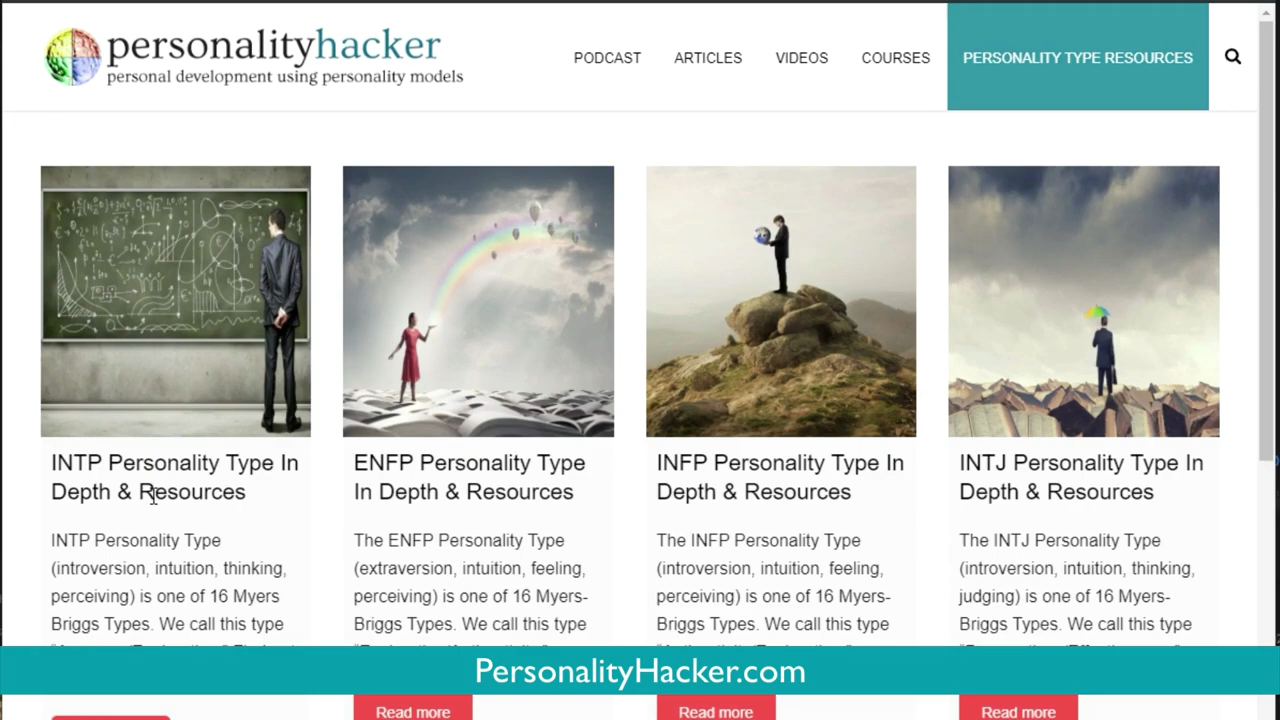 personalityhacker
personal development using personality models
PODCAST
ARTICLES
VIDEOS
COURSES
PERSONALITY TYPE RESOURCES
INTP Personality Type In
Depth & Resources
INTP Personality Type
(introversion, intuition, thinking,
perceiving) is one of 16 Myers
Briggs Types. We call this type
ENFP Personality Type
In Depth & Resources
The ENFP Personality Type
(extraversion, intuition, feeling,
perceiving) is one of 16 Myers-
Briggs Types. We call this type
Read more
INFP Personality Type In
Depth & Resources
The INFP Personality Type
(introversion, intuition, feeling,
perceiving) is one of 16 Myers-
Briggs Types. We call this type
Read more
INTJ Personality Type In
Depth & Resources
The INTJ Personality Type
(introversion, intuition, thinking,
judging) is one of 16 Myers-
Briggs Types. We call this type
Read more
PersonalityHacker.com